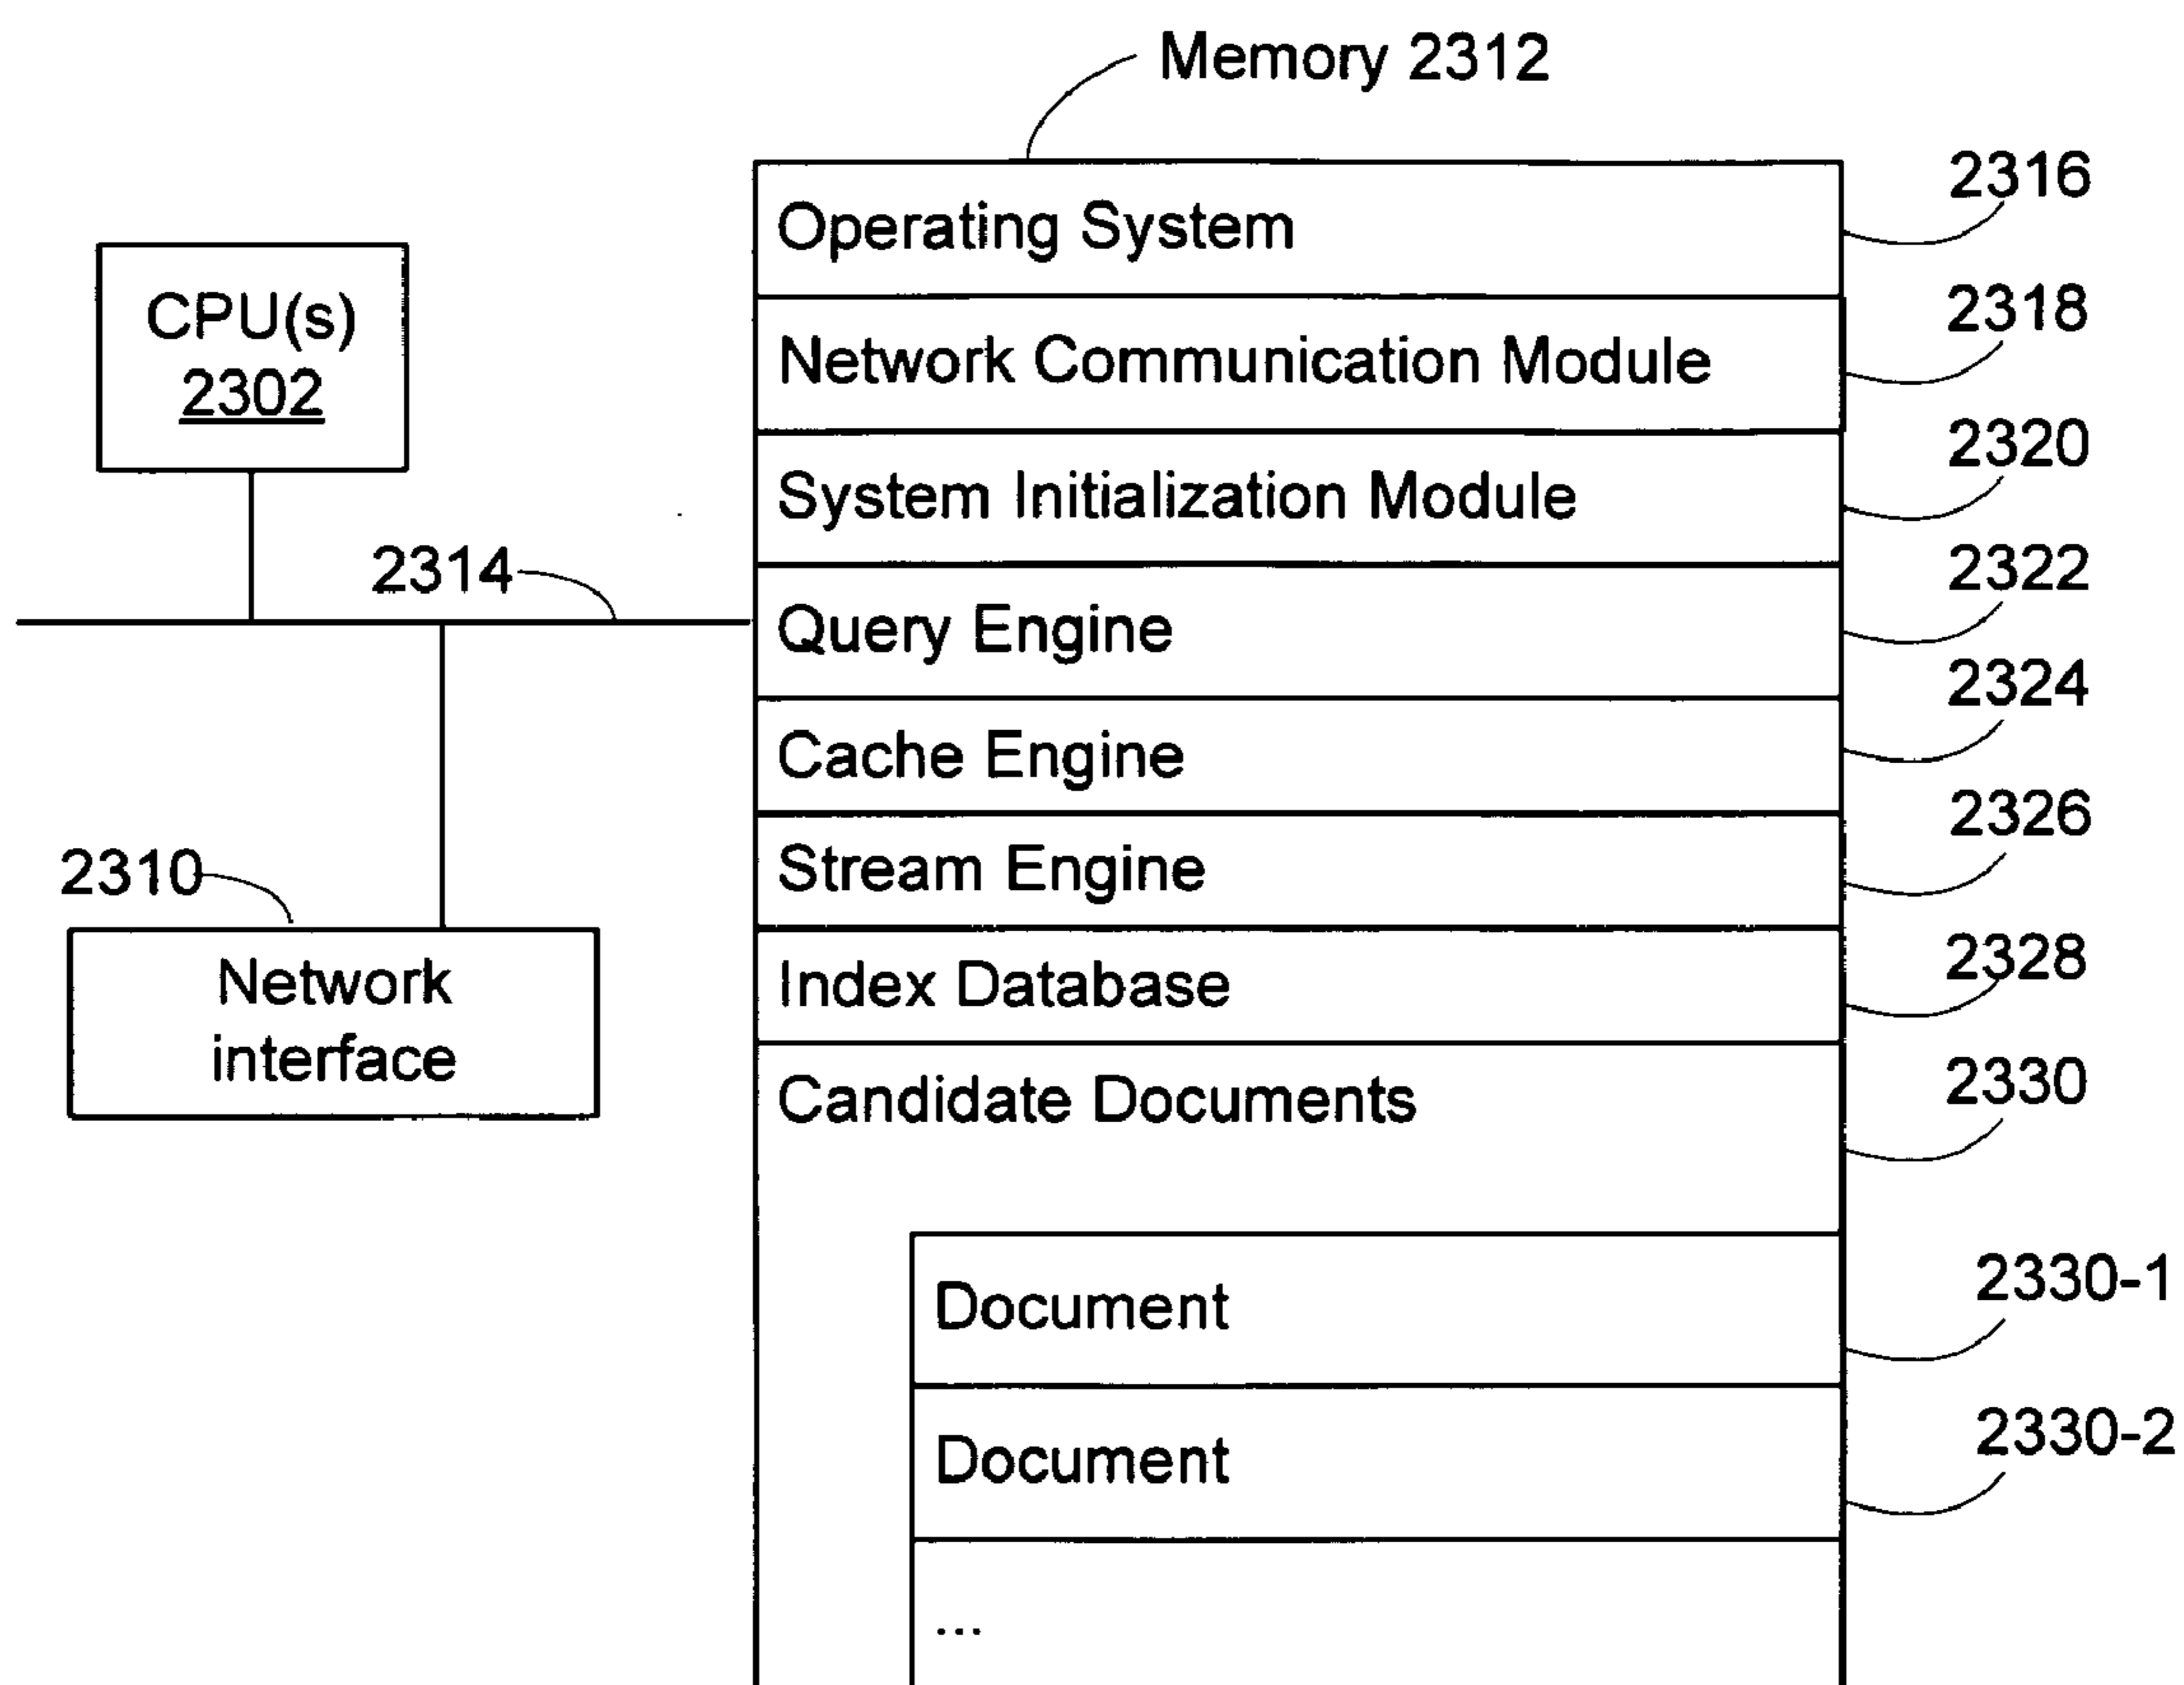 Memory 2312
2316
Operating System
CPU(s)
2302
2318
Network Communication Module
2320
System Initialization Module
2314
2322
Query Engine
2324
Cache Engine
2326
Stream Engine
2310
Network
interface
2328
Index Database
2330
Candidate Documents
2330-1
Document
2330-2
Document
...